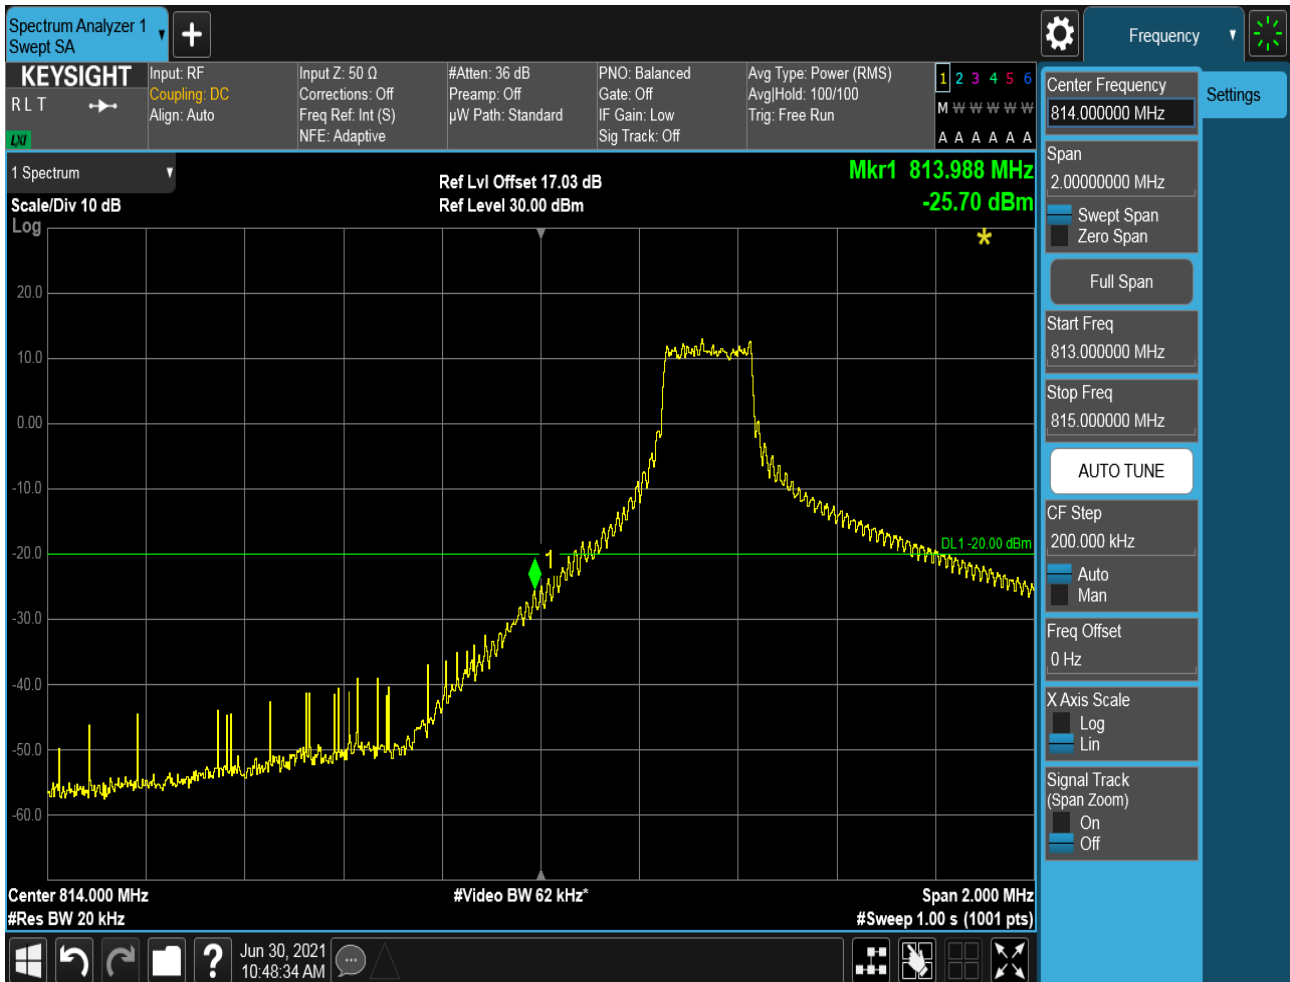 Spectrum Analyzer 1
Swept SA
Frequency
KEYSIGHT
R L T
LXI
Input: RF
Coupling: DC
Align: Auto
Input Z: 50 Ω
Corrections: Off
Freq Ref: Int (S)
NFE: Adaptive
#Atten: 36 dB
Preamp: Off
µW Path: Standard
PNO: Balanced
Gate: Off
IF Gain: Low
Sig Track: Off
Avg Type: Power (RMS)
Avg|Hold: 100/100
Trig: Free Run
1 2 3 4 5 6
M W W W W W
A A A A A A
1 Spectrum
Scale/Div 10 dB
Log
Ref Lvl Offset 17.03 dB
Ref Level 30.00 dBm
Mkr1 813.988 MHz
-25.70 dBm
20.0
10.0
0.00
-10.0
-20.0
-30.0
-40.0
-50.0
-60.0
1
DL1 -20.00 dBm
Center 814.000 MHz
#Res BW 20 kHz
#Video BW 62 kHz*
Span 2.000 MHz
#Sweep 1.00 s (1001 pts)
Jun 30, 2021
10:48:34 AM
Center Frequency
814.000000 MHz
Settings
Span
2.00000000 MHz
Swept Span
Zero Span
Full Span
Start Freq
813.000000 MHz
Stop Freq
815.000000 MHz
AUTO TUNE
CF Step
200.000 kHz
Auto
Man
Freq Offset
0 Hz
X Axis Scale
Log
Lin
Signal Track
(Span Zoom)
On
Off